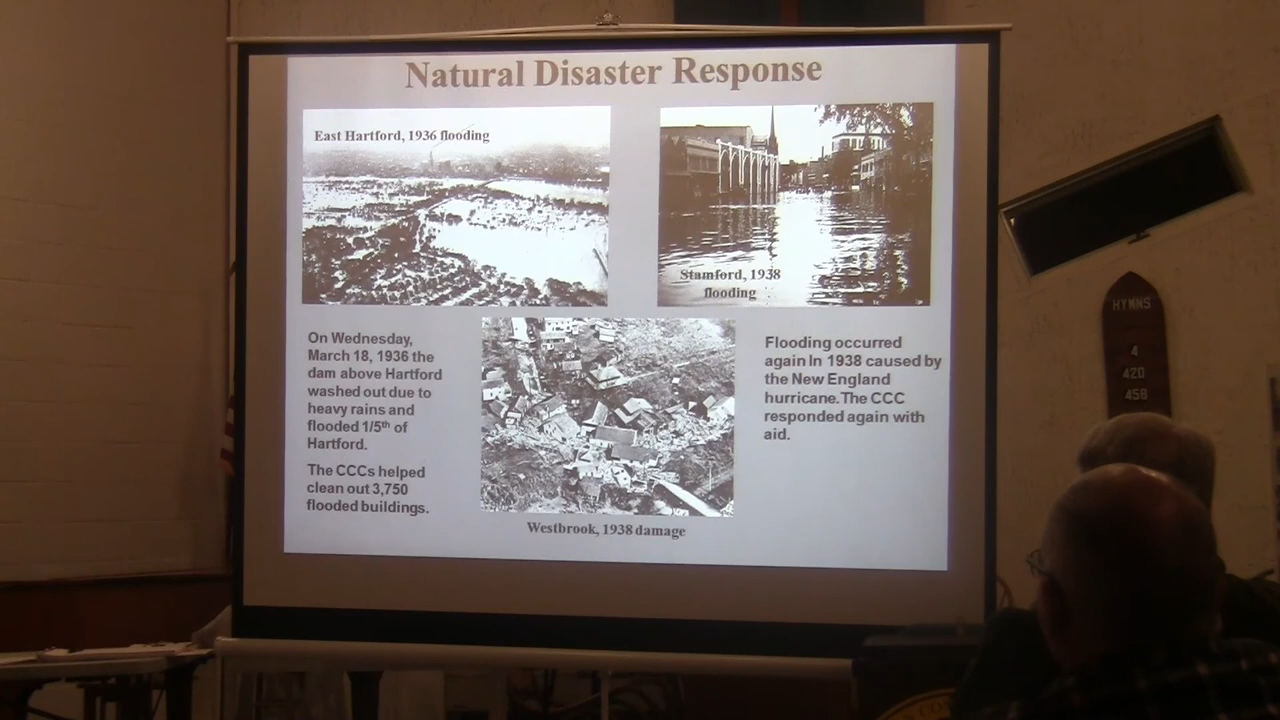 Natural Disaster Response
East Hartford, 1936 flooding
Stamford, 1938
flooding
On Wednesday,
March 18, 1936 the
dam above Hartford
washed out due to
heavy rains and
flooded 1/5th of
Hartford.
The CCCs helped
clean out 3,750
flooded buildings.
Westbrook, 1938 damage
Flooding occurred
again In 1938 caused by
the New England
hurricane. The CCC
responded again with
aid.
HYMNS
4
420
458